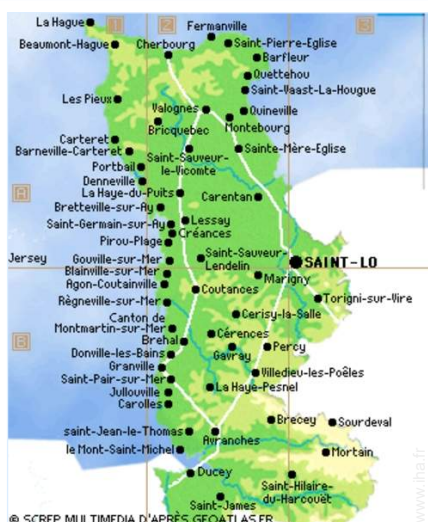 1
2
3
La Hague
Fermanville
Beaumont-Hague
Cherbourg
Saint-Pierre-Eglise
Barfleur
Quettehou
Saint-Vaast-La-Hougue
Les Pieux
Valognes
Quineville
Bricquebec
Montebourg
Carteret
Barneville-Carteret
Saint-Sauveur-
le-Vicomte
Sainte-Mère-Eglise
Portbail
Denneville
A
La Haye-du-Puits
Carentan
Bretteville-sur-Ay
Saint-Germain-sur-Ay
Lessay
Créances
Pirou-Plage
Jersey
Gouville-sur-Mer
Saint-Sauveur-
Lendelin
SAINT-LO
Blainville-sur-Mer
Marigny
Agon-Coutainville
Coutances
Règneville-sur-Mer
Torigni-sur-Vire
Canton de
Montmartin-sur-Mer
Cerisy-la-Salle
B
Brehal
Cérences
Donville-les-Bains
Gavray
Percy
Granville
Saint-Pair-sur-Mer
Villedieu-les-Poêles
Jullouville
La Haye-Pesnel
Carolles
Brecey
Sourdeval
saint-Jean-le-Thomas
Avranches
le Mont-Saint-Michel
Mortain
Ducey
Saint-Hilaire-
du-Harcouët
Saint-James
© SCREP MULTIMEDIA D'APRÈS GEOATLAS.FR
www.iha.fr